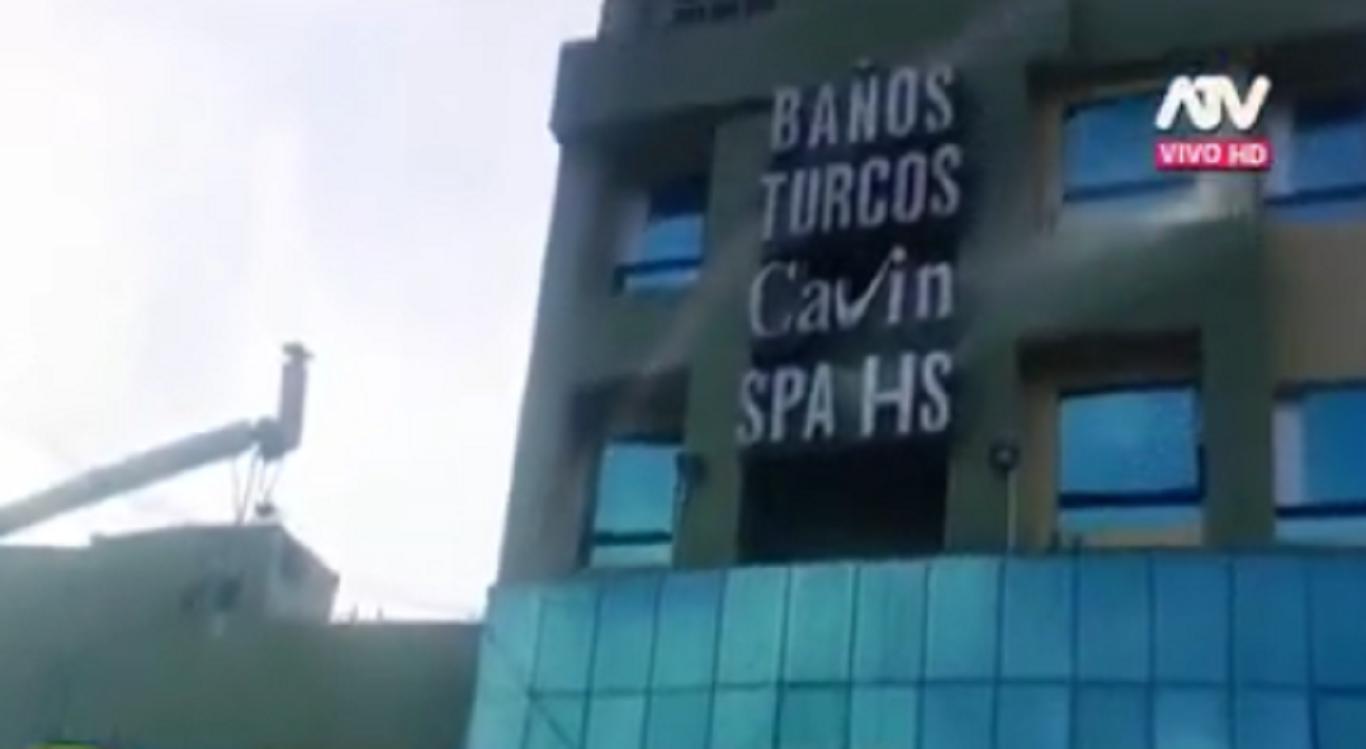 BAÑOS
TURCOS
Cavin
SPA HS
ATV
VIVO HD